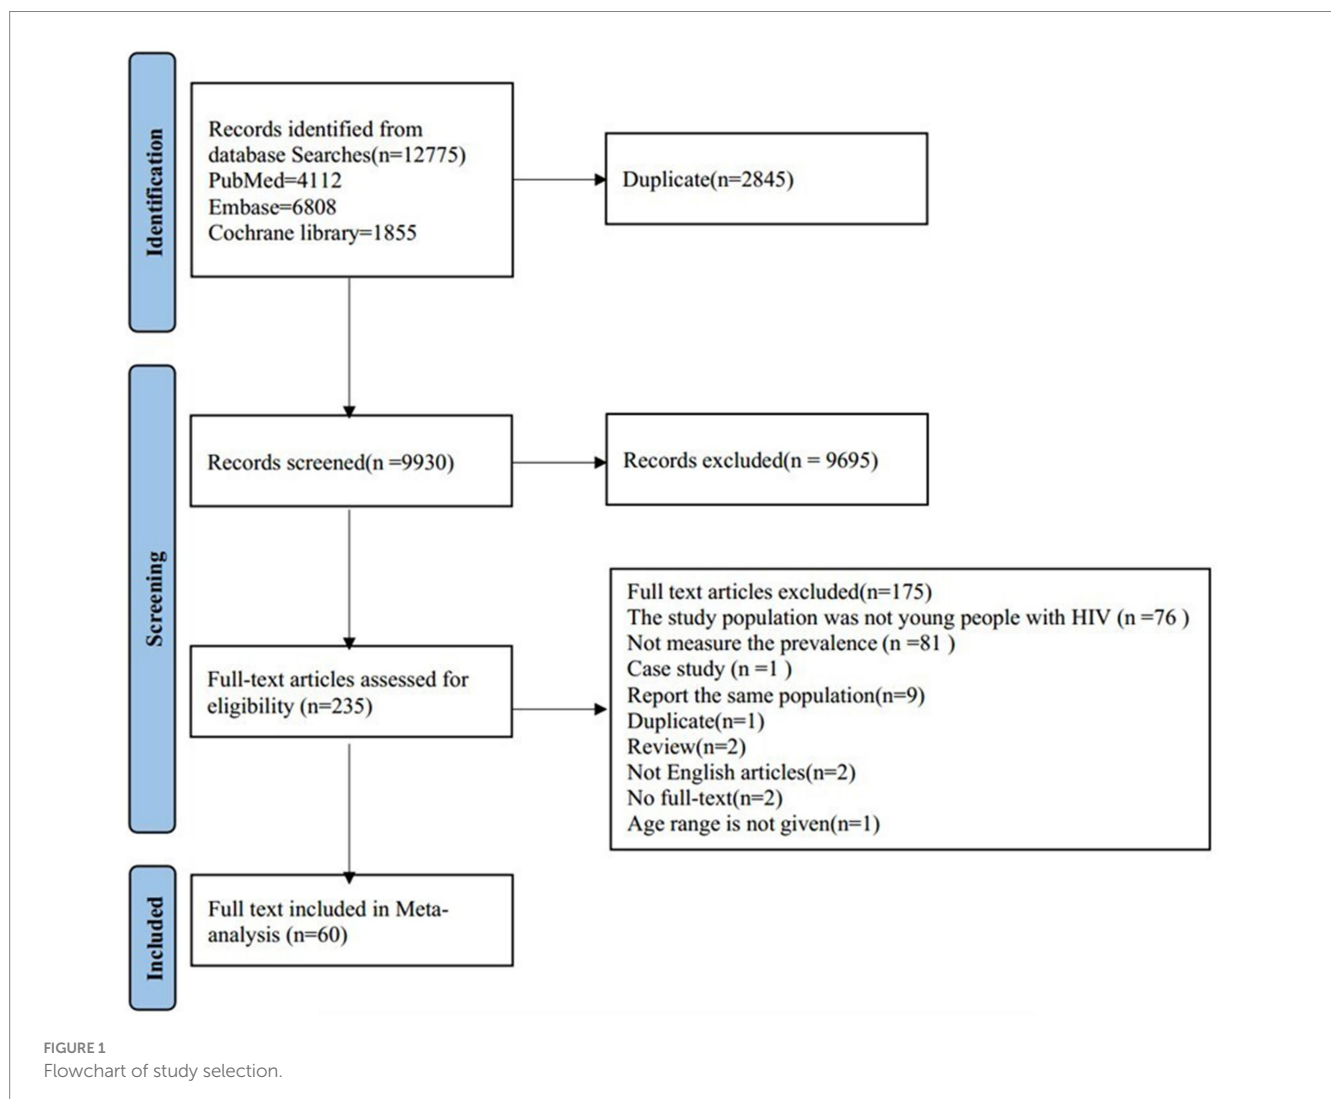 Identification
Records identified from
database Searches(n=12775)
PubMed=4112
Embase=6808
Cochrane library=1855
Duplicate(n=2845)
Screening
Records screened(n =9930)
Records excluded(n = 9695)
Full-text articles assessed for
eligibility (n=235)
Full text articles excluded(n=175)
The study population was not young people with HIV (n =76 )
Not measure the prevalence (n =81 )
Case study (n =1 )
Report the same population(n=9)
Duplicate(n=1)
Review(n=2)
Not English articles(n=2)
No full-text(n=2)
Age range is not given(n=1)
Included
Full text included in Meta-
analysis (n=60)
FIGURE 1
Flowchart of study selection.